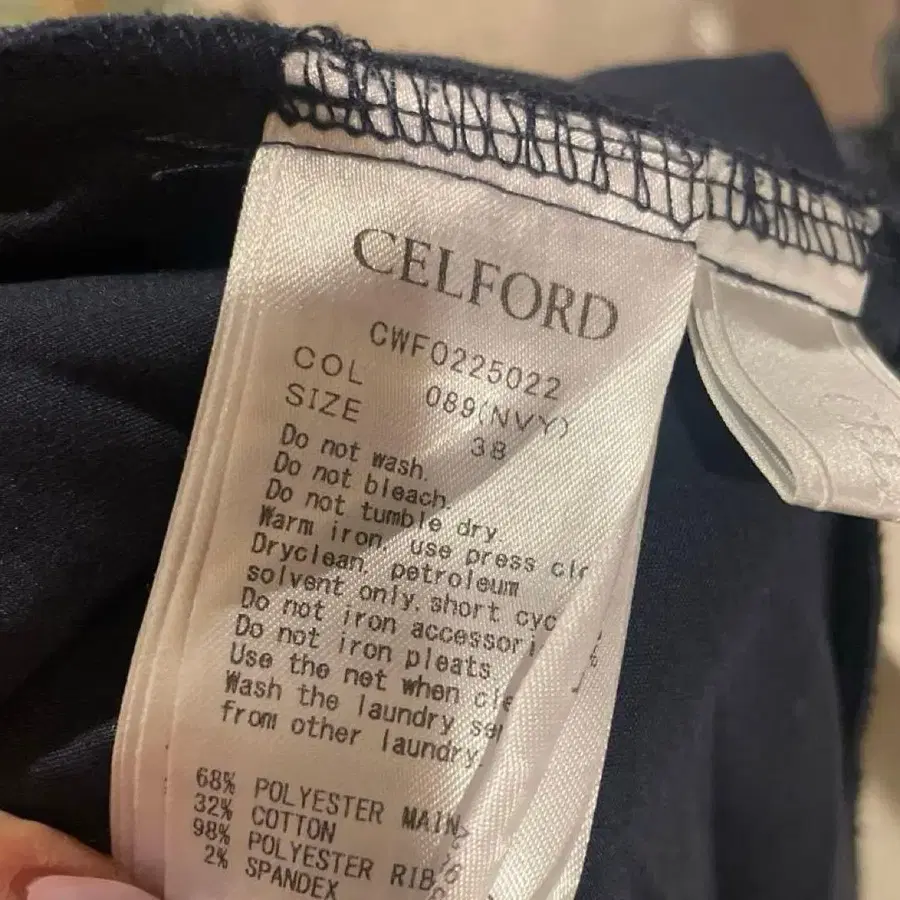 CELFORD
CWF0225022
COL 089(NVY)
SIZE 38
Do not wash.
Do not bleach.
Do not tumble dry
Warm iron. use press
Dryclean. petroleum
solvent only. short
Do not iron
Do not iron pleats
Use the net when
Wash the laundry
from other laundry.
68% POLYESTER MAIN
32% COTTON
98% POLYESTER RIB
2% SPANDEX